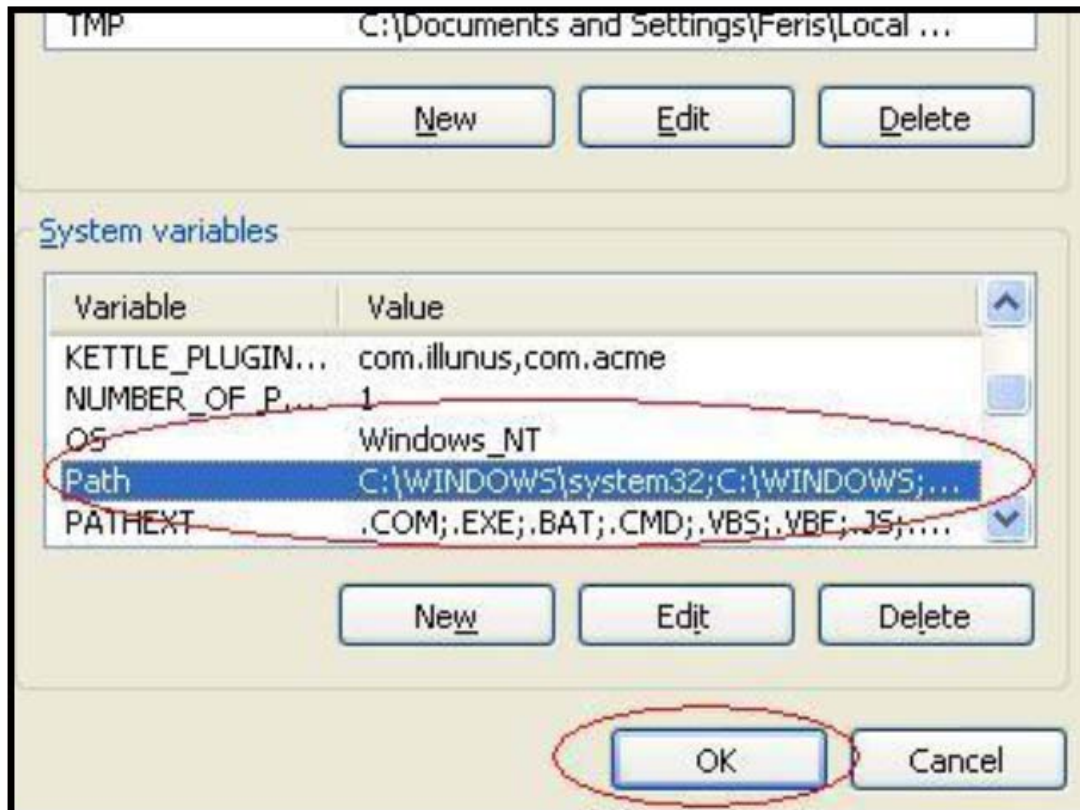 TMP C:\Documents and Settings\Feris\Local ...
New Edit Delete
System variables
Variable Value
KETTLE_PLUGIN... com.illunus,com.acme
NUMBER_OF_P... 1
OS Windows_NT
Path C:\WINDOWS\system32;C:\WINDOWS;...
PATHEXT .COM;.EXE;.BAT;.CMD;.VBS;.VBE;.JS;....
New Edit Delete
OK Cancel